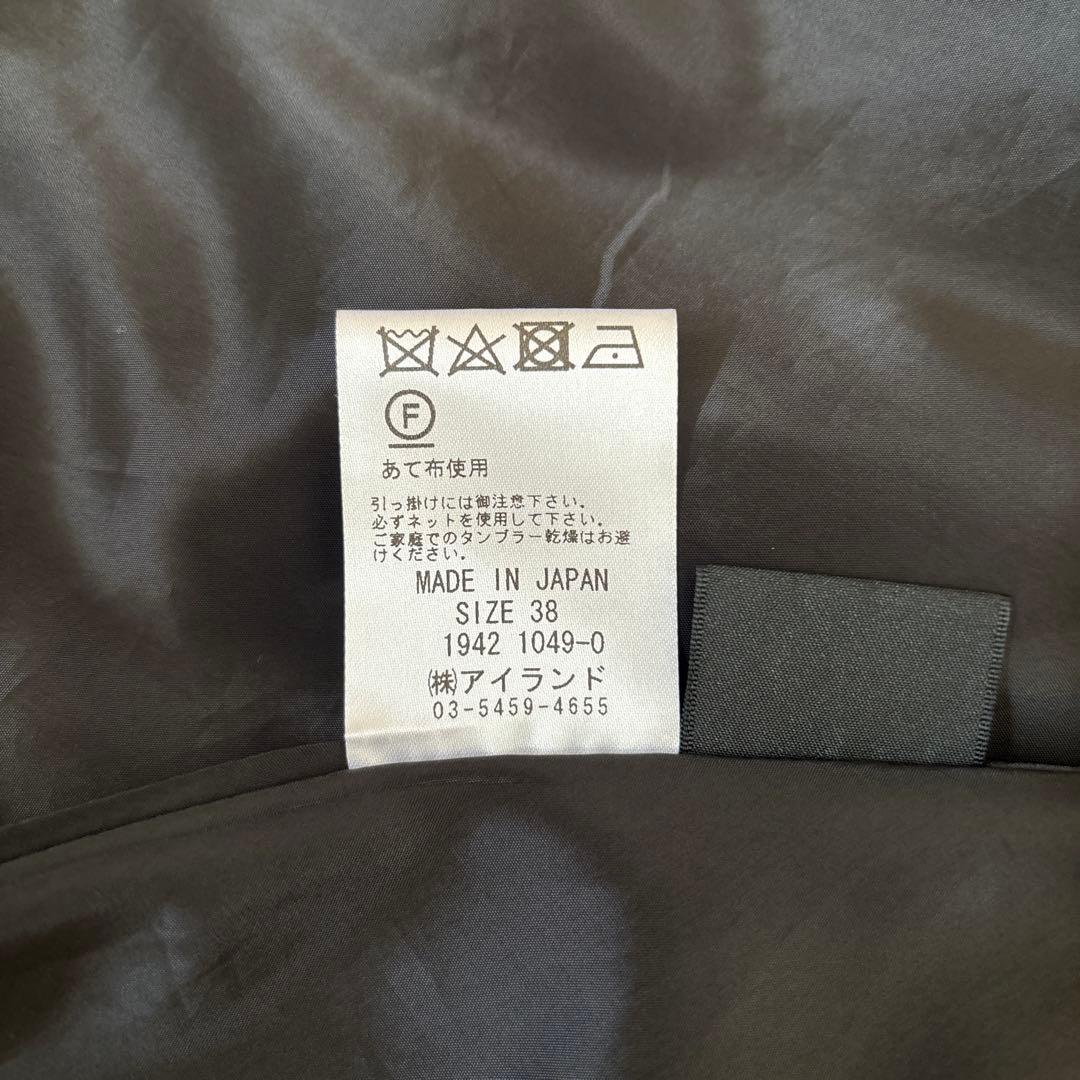 F
あて布使用
引っ掛けには御注意下さい。
必ずネットを使用して下さい。
ご家庭でのタンブラー乾燥はお避
けください。
MADE IN JAPAN
SIZE 38
1942 1049-0
㈱アイランド
03-5459-4655